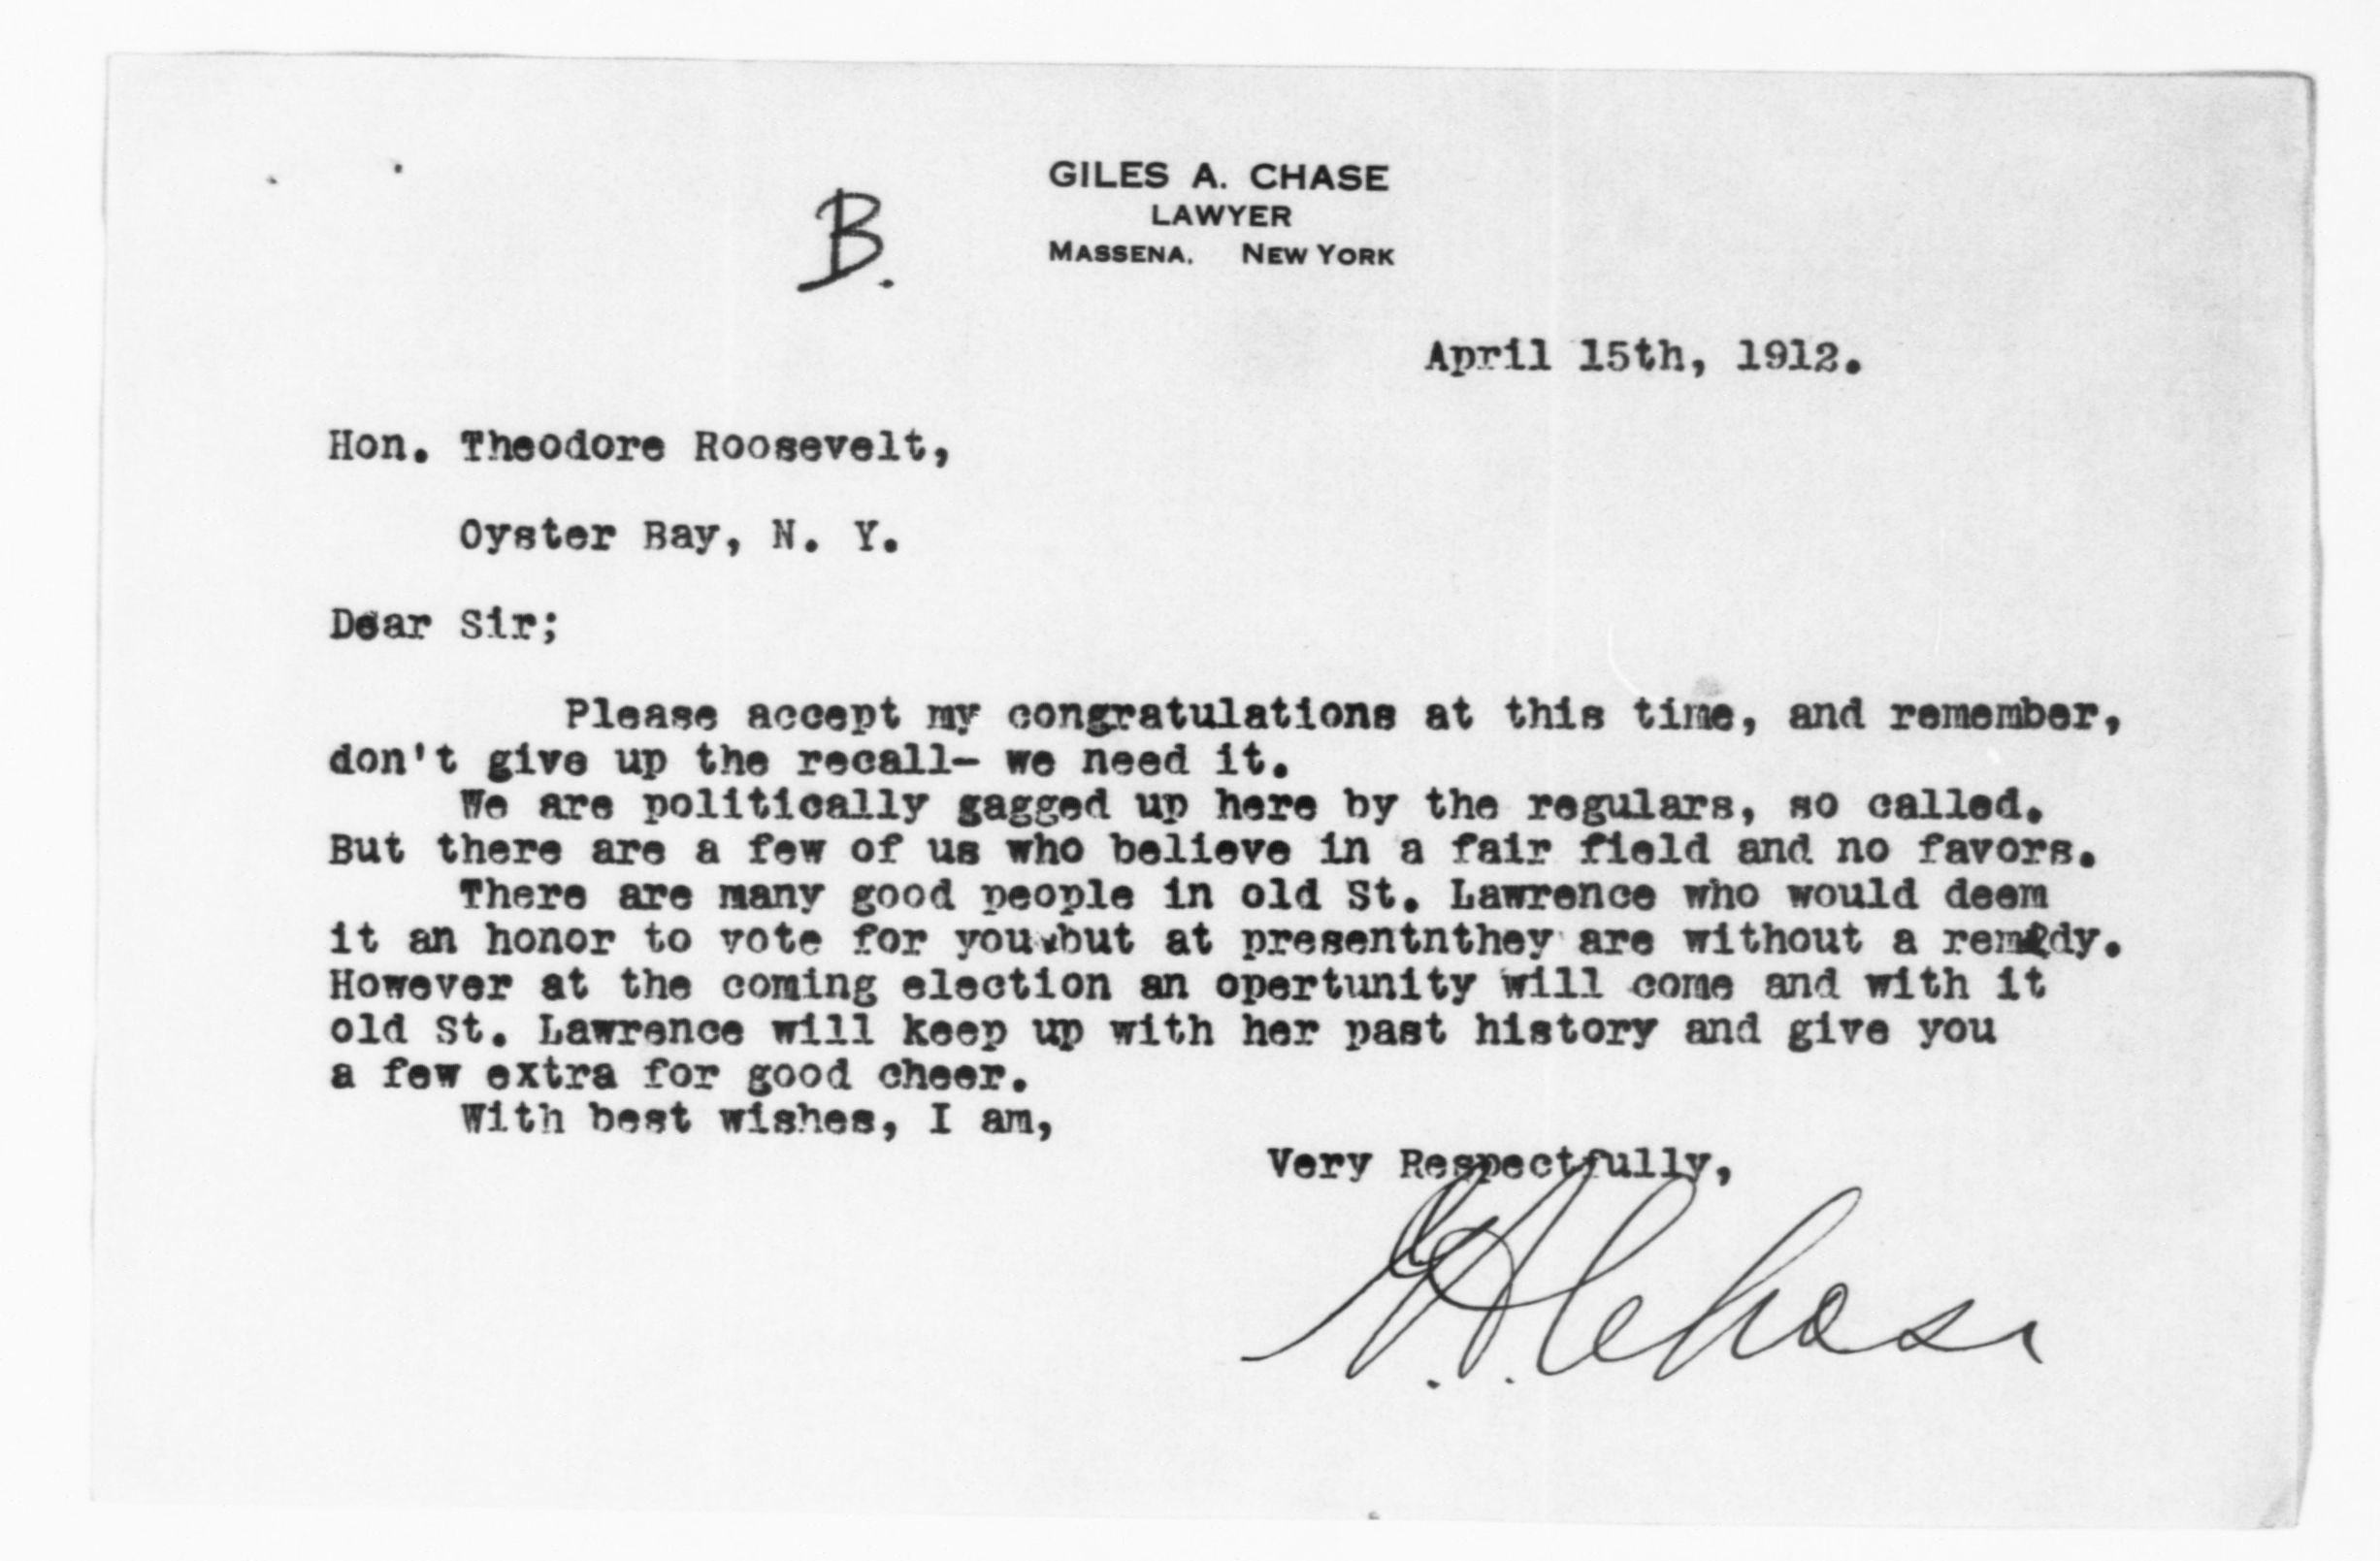 B.
GILES A. CHASE
LAWYER
MASSENA, NEW YORK
April 15th, 1912.
Hon. Theodore Roosevelt,
Oyster Bay, N. Y.
Dear Sir;
Please accept my congratulations at this time, and remember,
don't give up the recall- we need it.
We are politically gagged up here by the regulars, so called.
But there are a few of us who believe in a fair field and no favors.
There are many good people in old St. Lawrence who would deem
it an honor to vote for you but at presentnthey are without a remedy.
However at the coming election an opertunity will come and with it
old St. Lawrence will keep up with her past history and give you
a few extra for good cheer.
With best wishes, I am,
Very Respectfully,
G. A. Chase